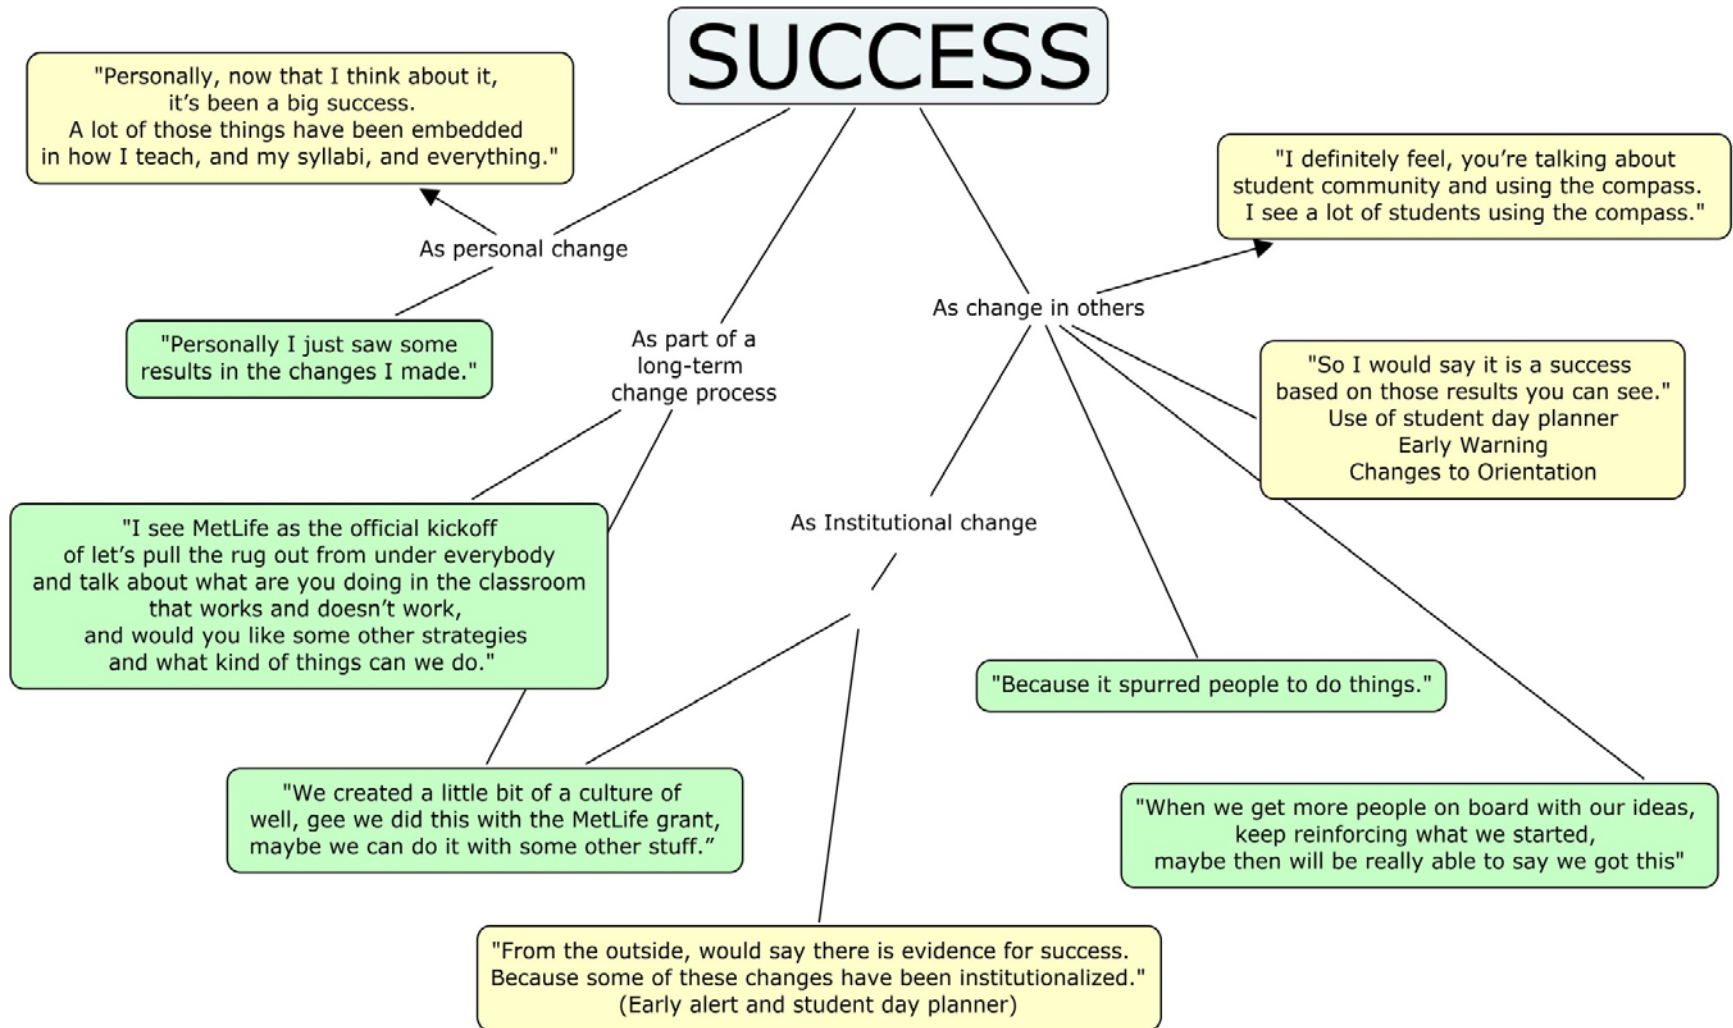 SUCCESS
"Personally, now that I think about it,
it’s been a big success.
A lot of those things have been embedded
in how I teach, and my syllabi, and everything."
"I definitely feel, you’re talking about
student community and using the compass.
I see a lot of students using the compass."
As personal change
As change in others
"Personally I just saw some
results in the changes I made."
As part of a
long-term
change process
"So I would say it is a success
based on those results you can see."
Use of student day planner
Early Warning
Changes to Orientation
"I see MetLife as the official kickoff
of let’s pull the rug out from under everybody
and talk about what are you doing in the classroom
that works and doesn’t work,
and would you like some other strategies
and what kind of things can we do."
As Institutional change
"Because it spurred people to do things."
"We created a little bit of a culture of
well, gee we did this with the MetLife grant,
maybe we can do it with some other stuff.”
"When we get more people on board with our ideas,
keep reinforcing what we started,
maybe then will be really able to say we got this"
"From the outside, would say there is evidence for success.
Because some of these changes have been institutionalized."
(Early alert and student day planner)